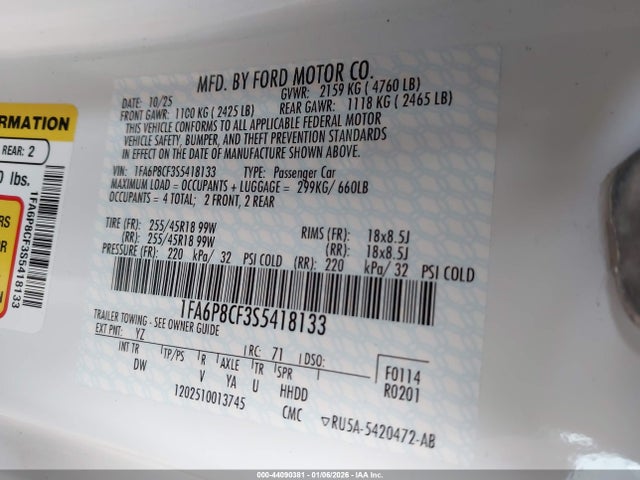 MFD. BY FORD MOTOR CO.
DATE: 10/25 GVWR: 2159 KG ( 4760 LB)
FRONT GAWR: 1100 KG ( 2425 LB) REAR GAWR: 1118 KG ( 2465 LB)
THIS VEHICLE CONFORMS TO ALL APPLICABLE FEDERAL MOTOR
VEHICLE SAFETY, BUMPER, AND THEFT PREVENTION STANDARDS
IN EFFECT ON THE DATE OF MANUFACTURE SHOWN ABOVE.
VIN: 1FA6P8CF3S5418133 TYPE: Passenger Car
MAXIMUM LOAD = OCCUPANTS + LUGGAGE = 299KG/ 660LB
OCCUPANTS = 4 TOTAL; 2 FRONT, 2 REAR
TIRE (FR): 255/45R18 99W RIMS (FR): 18x8.5J
(RR): 255/45R18 99W (RR): 18x8.5J
PRESSURE (FR): 220 kPa/ 32 PSI COLD (RR): 220 kPa/ 32 PSI COLD
1FA6P8CF3S5418133
TRAILER TOWING - SEE OWNER GUIDE
EXT PNT: YZ RC: 71 DSO:
INT TR TP/PS R AXLE TR SPR F0114
DW V YA U HHDD R0201
1202510013745 CMC RU5A-5420472-AB
ORMATION
REAR: 2
0 lbs.
1FA6P8CF3S5418133
RS
OR
000-44090381 - 01/06/2026 - IAAI.COM